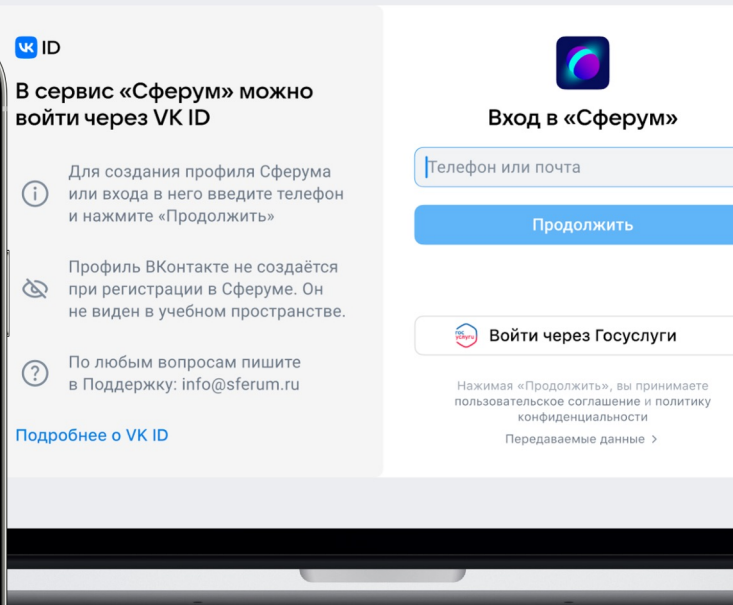 VK ID
В сервис «Сферум» можно
войти через VK ID
Для создания профиля Сферума
или входа в него введите телефон
и нажмите «Продолжить»
Профиль ВКонтакте не создаётся
при регистрации в Сферуме. Он
не виден в учебном пространстве.
По любым вопросам пишите
в Поддержку: info@sferum.ru
Подробнее о VK ID
Вход в «Сферум»
Телефон или почта
Продолжить
гос
услуги
Войти через Госуслуги
Нажимая «Продолжить», вы принимаете
пользовательское соглашение и политику
конфиденциальности
Передаваемые данные >